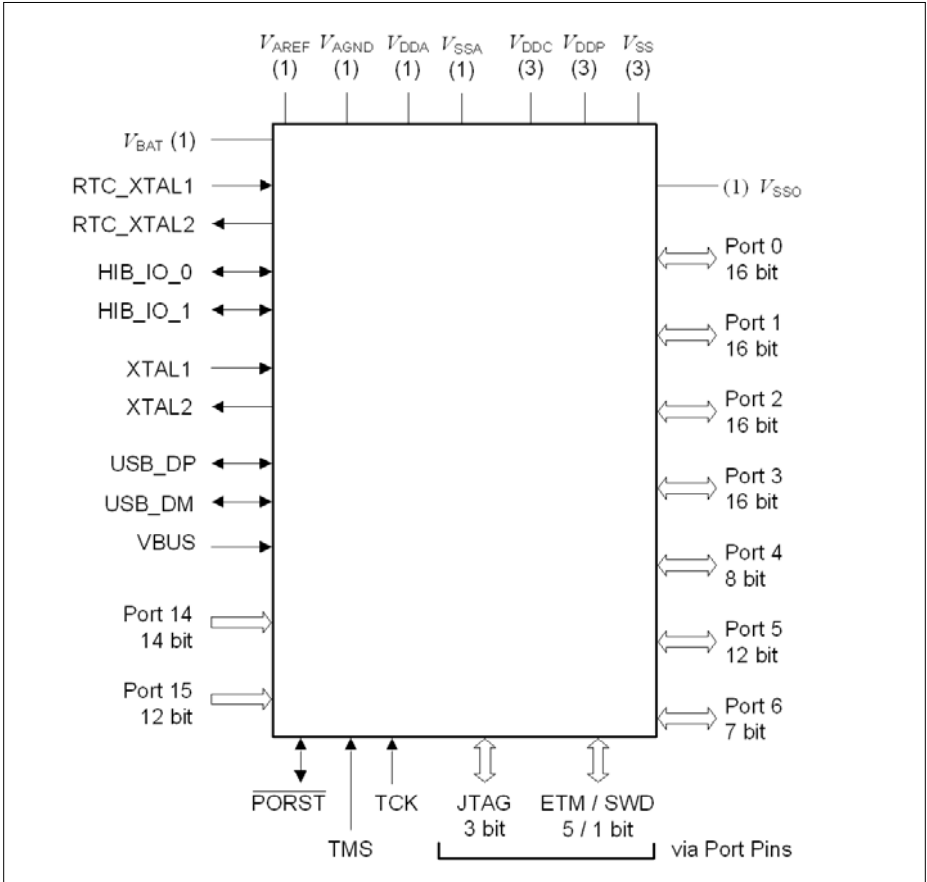 VAREF VAGND VDDA VSSA VDDC VDDP VSS
(1) (1) (1) (1) (3) (3) (3)
VBAT (1)
RTC_XTAL1
RTC_XTAL2
HIB_IO_0
HIB_IO_1
XTAL1
XTAL2
USB_DP
USB_DM
VBUS
Port 14
14 bit
Port 15
12 bit
(1) VSSO
Port 0
16 bit
Port 1
16 bit
Port 2
16 bit
Port 3
16 bit
Port 4
8 bit
Port 5
12 bit
Port 6
7 bit
PORST
TMS
TCK
JTAG
3 bit
ETM / SWD
5 / 1 bit
via Port Pins